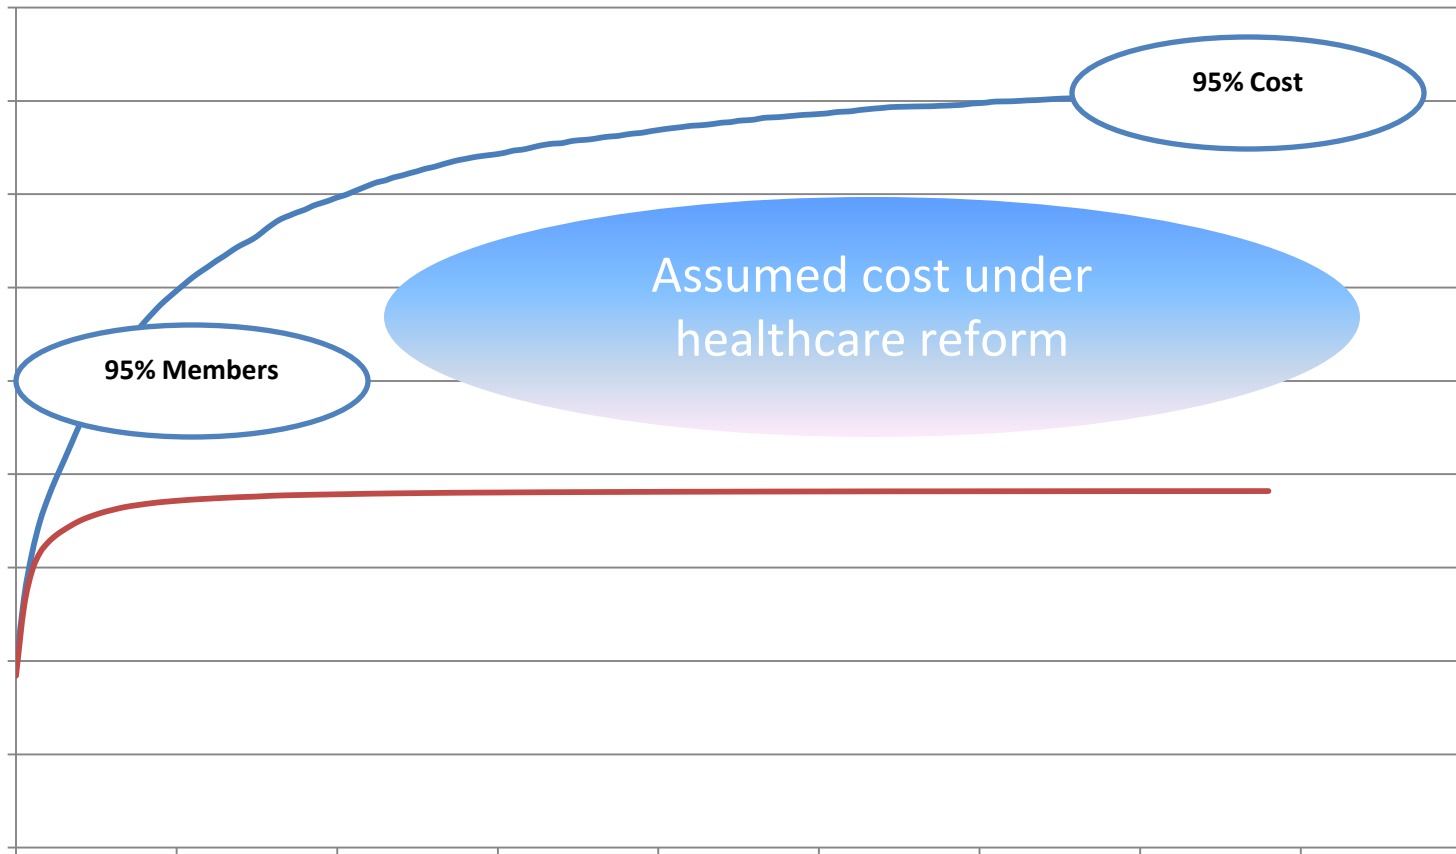 95% Cost
Assumed cost under
healthcare reform
95% Members